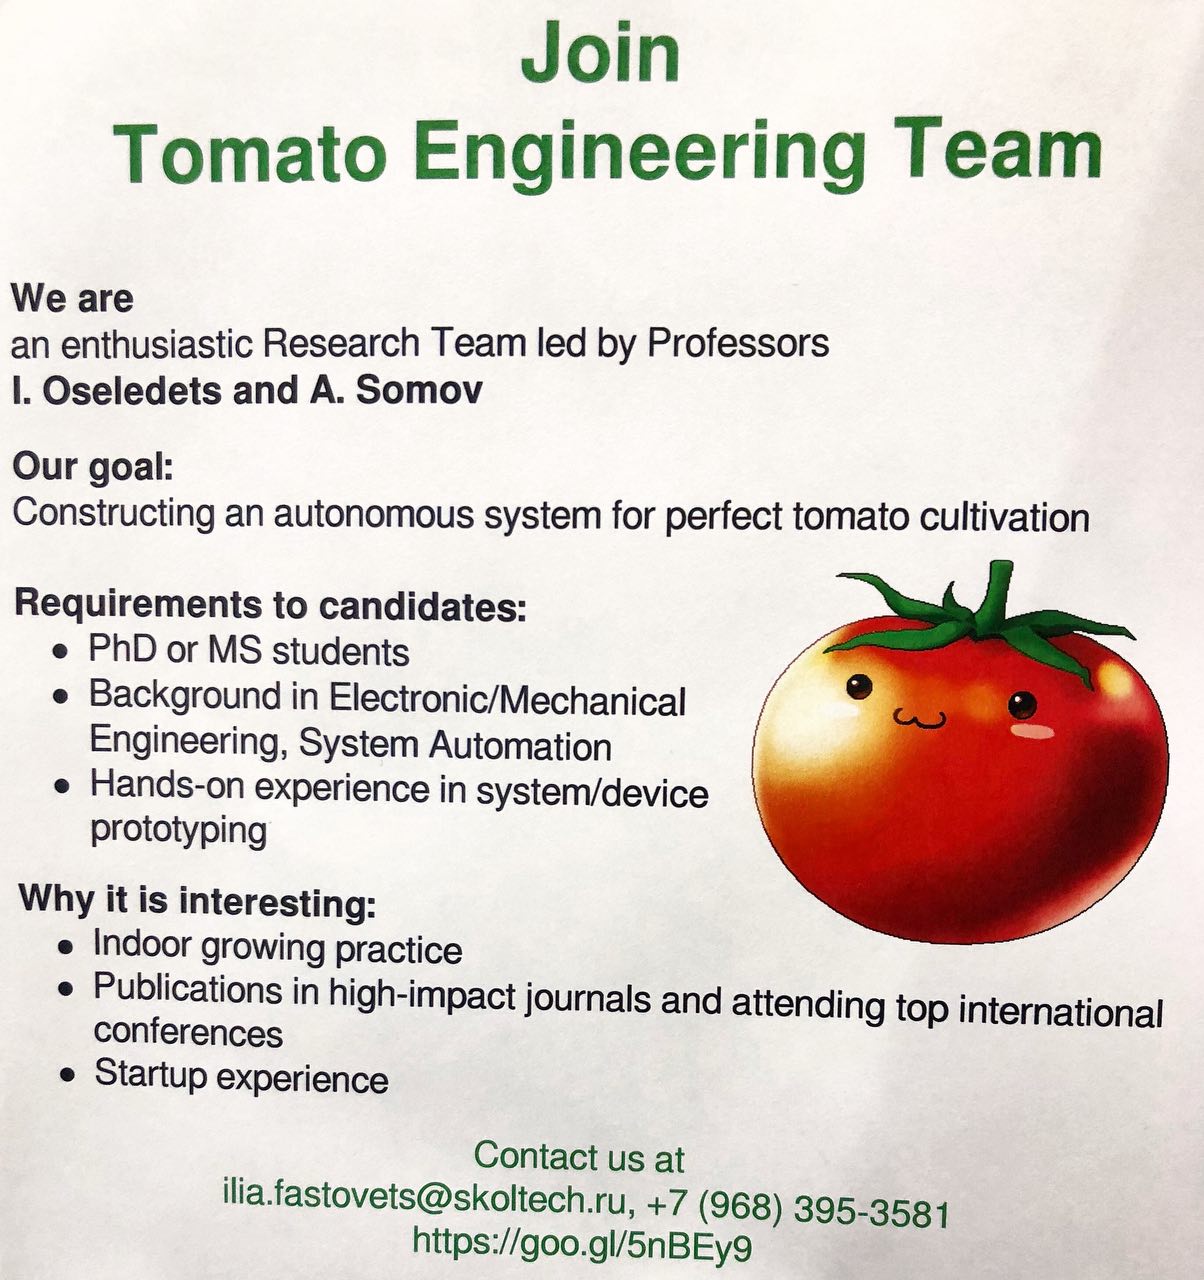 Join
Tomato Engineering Team
We are
an enthusiastic Research Team led by Professors
I. Oseledets and A. Somov
Our goal:
Constructing an autonomous system for perfect tomato cultivation
Requirements to candidates:
• PhD or MS students
• Background in Electronic/Mechanical
Engineering, System Automation
• Hands-on experience in system/device
prototyping
Why it is interesting:
• Indoor growing practice
• Publications in high-impact journals and attending top international
conferences
• Startup experience
Contact us at
ilia.fastovets@skoltech.ru, +7 (968) 395-3581
https://goo.gl/5nBEy9